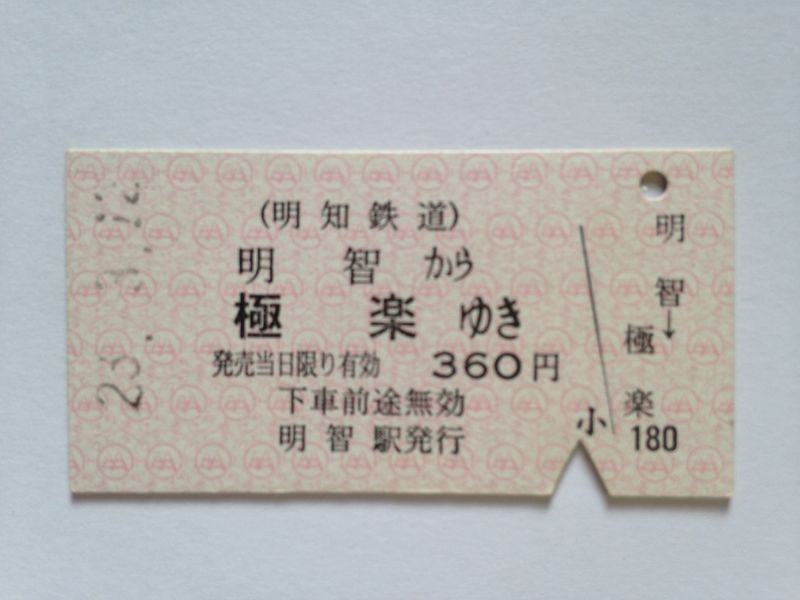 (明知鉄道)
明智から
極楽ゆき
発売当日限り有効 360円
下車前途無効
明智駅発行
小
明智→極楽
180